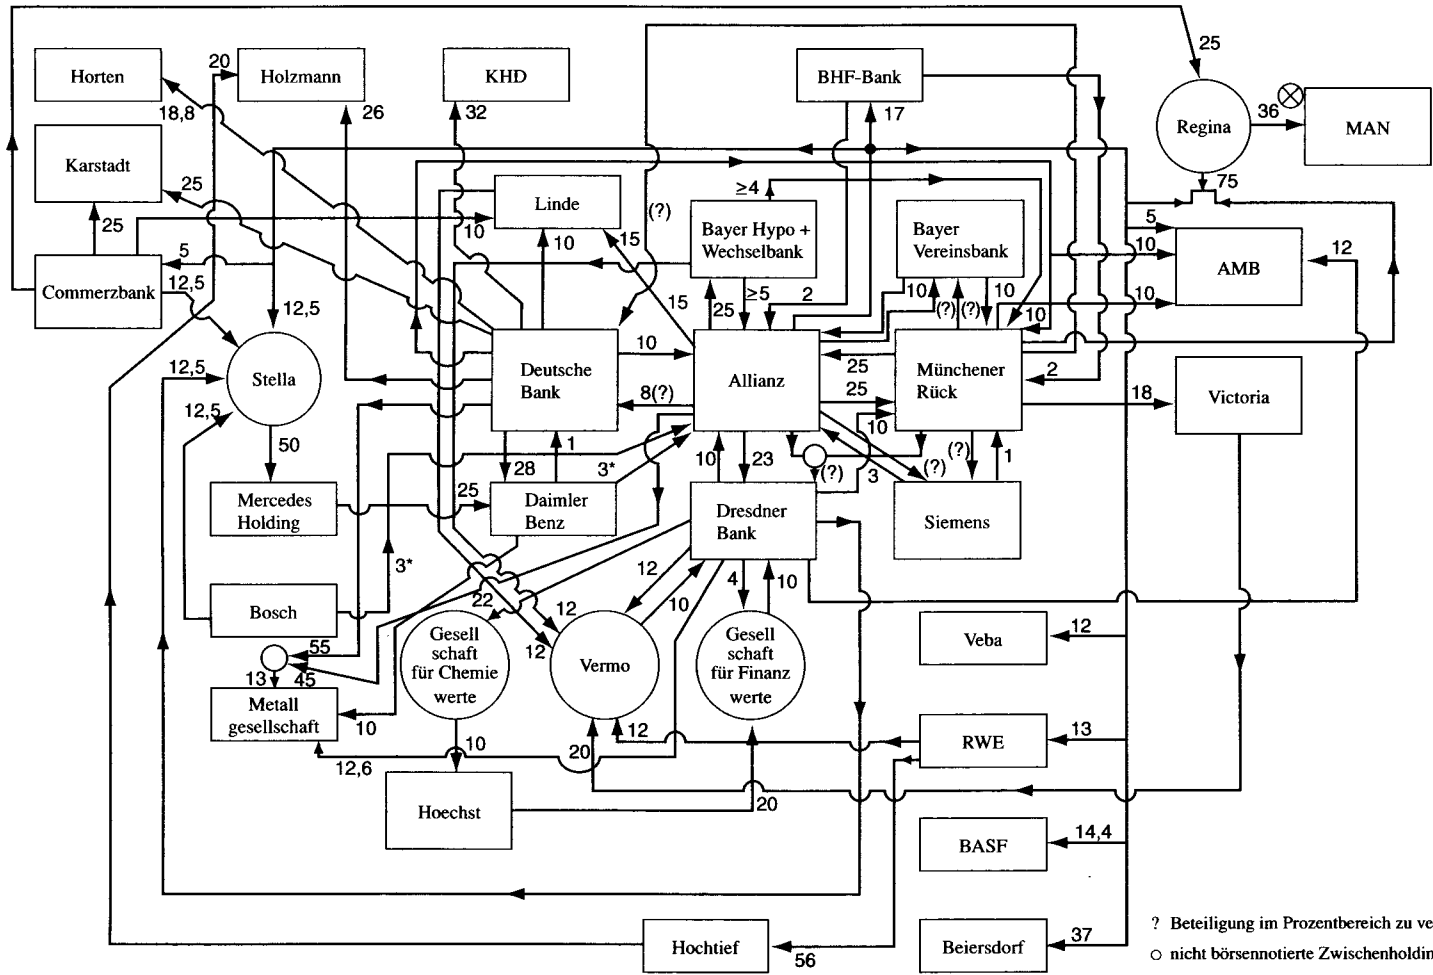 25
Horten
20
Holzmann
KHD
BHF-Bank
Regina
36
MAN
18,8
26
32
17
Karstadt
75
25
25
Linde
≥4
(?)
10
10
15
Bayer Hypo +
Wechselbank
Bayer
Vereinsbank
5
10
AMB
12
5
Commerzbank
12,5
12,5
15
25
≥5
2
10
(?)
(?)
10
10
Stella
12,5
Deutsche
Bank
10
Allianz
25
Münchener
Rück
2
Victoria
18
8(?)
25
10
12,5
50
28
1
3*
10
23
(?)
3
(?)
(?)
1
Mercedes
Holding
25
Daimler
Benz
Dresdner
Bank
Siemens
3*
Bosch
22
12
12
12
10
4
10
Veba
12
55
13
45
Gesell
schaft
für Chemie
werte
Vermo
Gesell
schaft
für Finanz
werte
Metall
gesellschaft
10
12,6
10
20
12
RWE
13
Hoechst
20
BASF
14,4
Hochtief
56
Beiersdorf
37
? Beteiligung im Prozentbereich zu ve
○ nicht börsennotierte Zwischenholdin